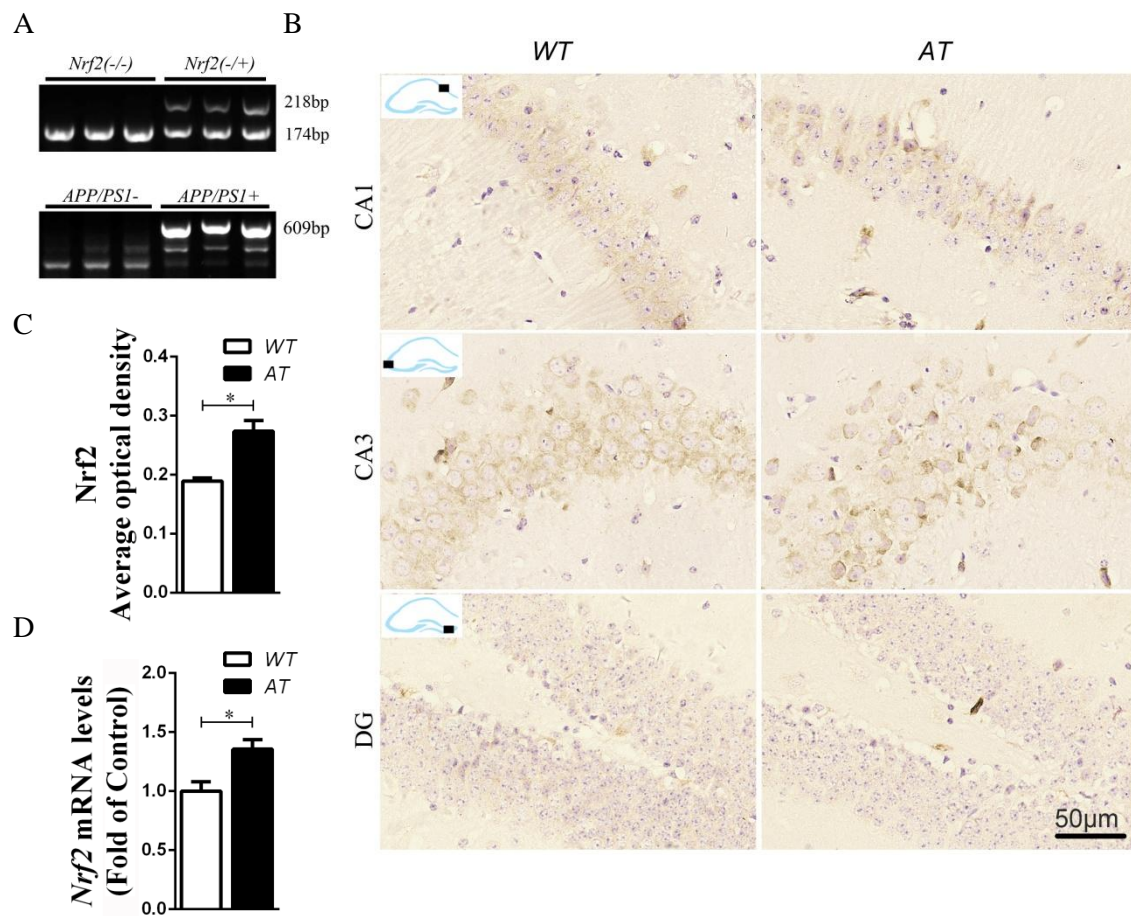 A
Nrf2(-/-) Nrf2(-/+)
218bp
174bp
APP/PS1- APP/PS1+
609bp
B
WT AT
CA1
CA3
DG
50μm
C
WT
AT
0.4
0.3
0.2
0.1
0.0
*
Nrf2
Average optical density
D
WT
AT
2.0
1.5
1.0
0.5
0.0
*
Nrf2 mRNA levels
(Fold of Control)